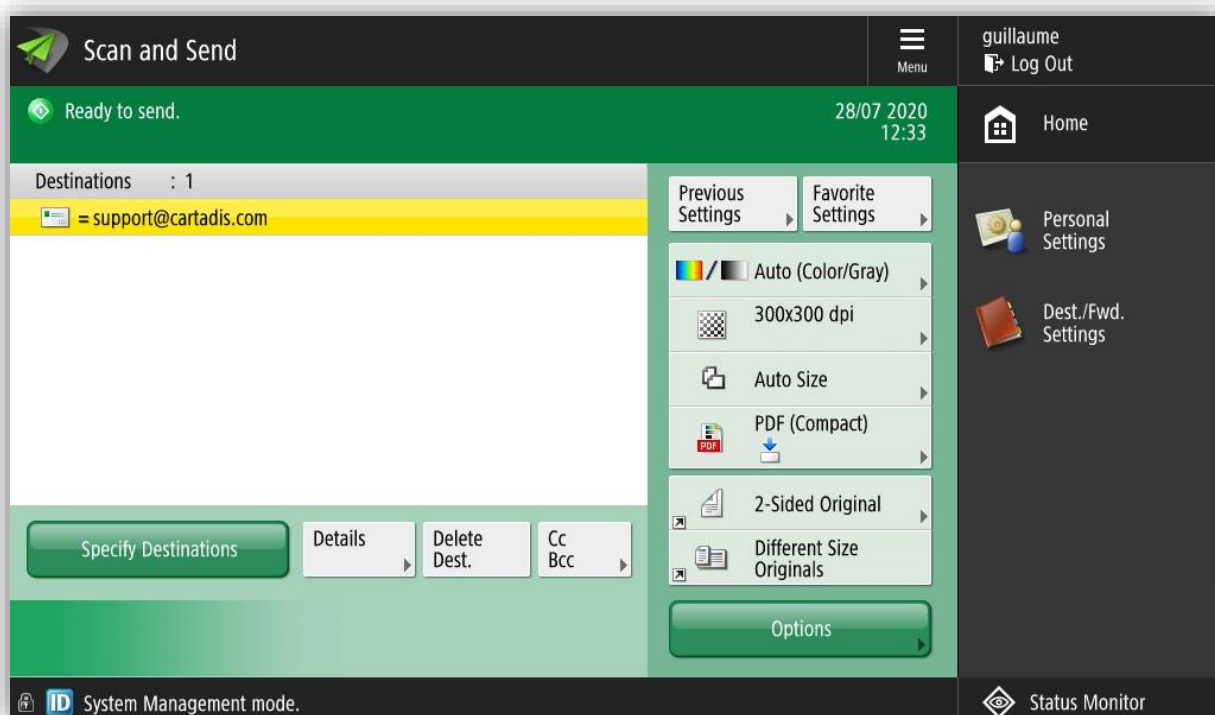 Scan and Send
Menu
guillaume
Log Out
Ready to send.
28/07 2020
12:33
Home
Destinations : 1
= support@cartadis.com
Previous
Settings
Favorite
Settings
Personal
Settings
Auto (Color/Gray)
300x300 dpi
Dest./Fwd.
Settings
Auto Size
PDF (Compact)
PDF
2-Sided Original
Different Size
Originals
Specify Destinations
Details
Delete
Dest.
Cc
Bcc
Options
ID System Management mode.
Status Monitor